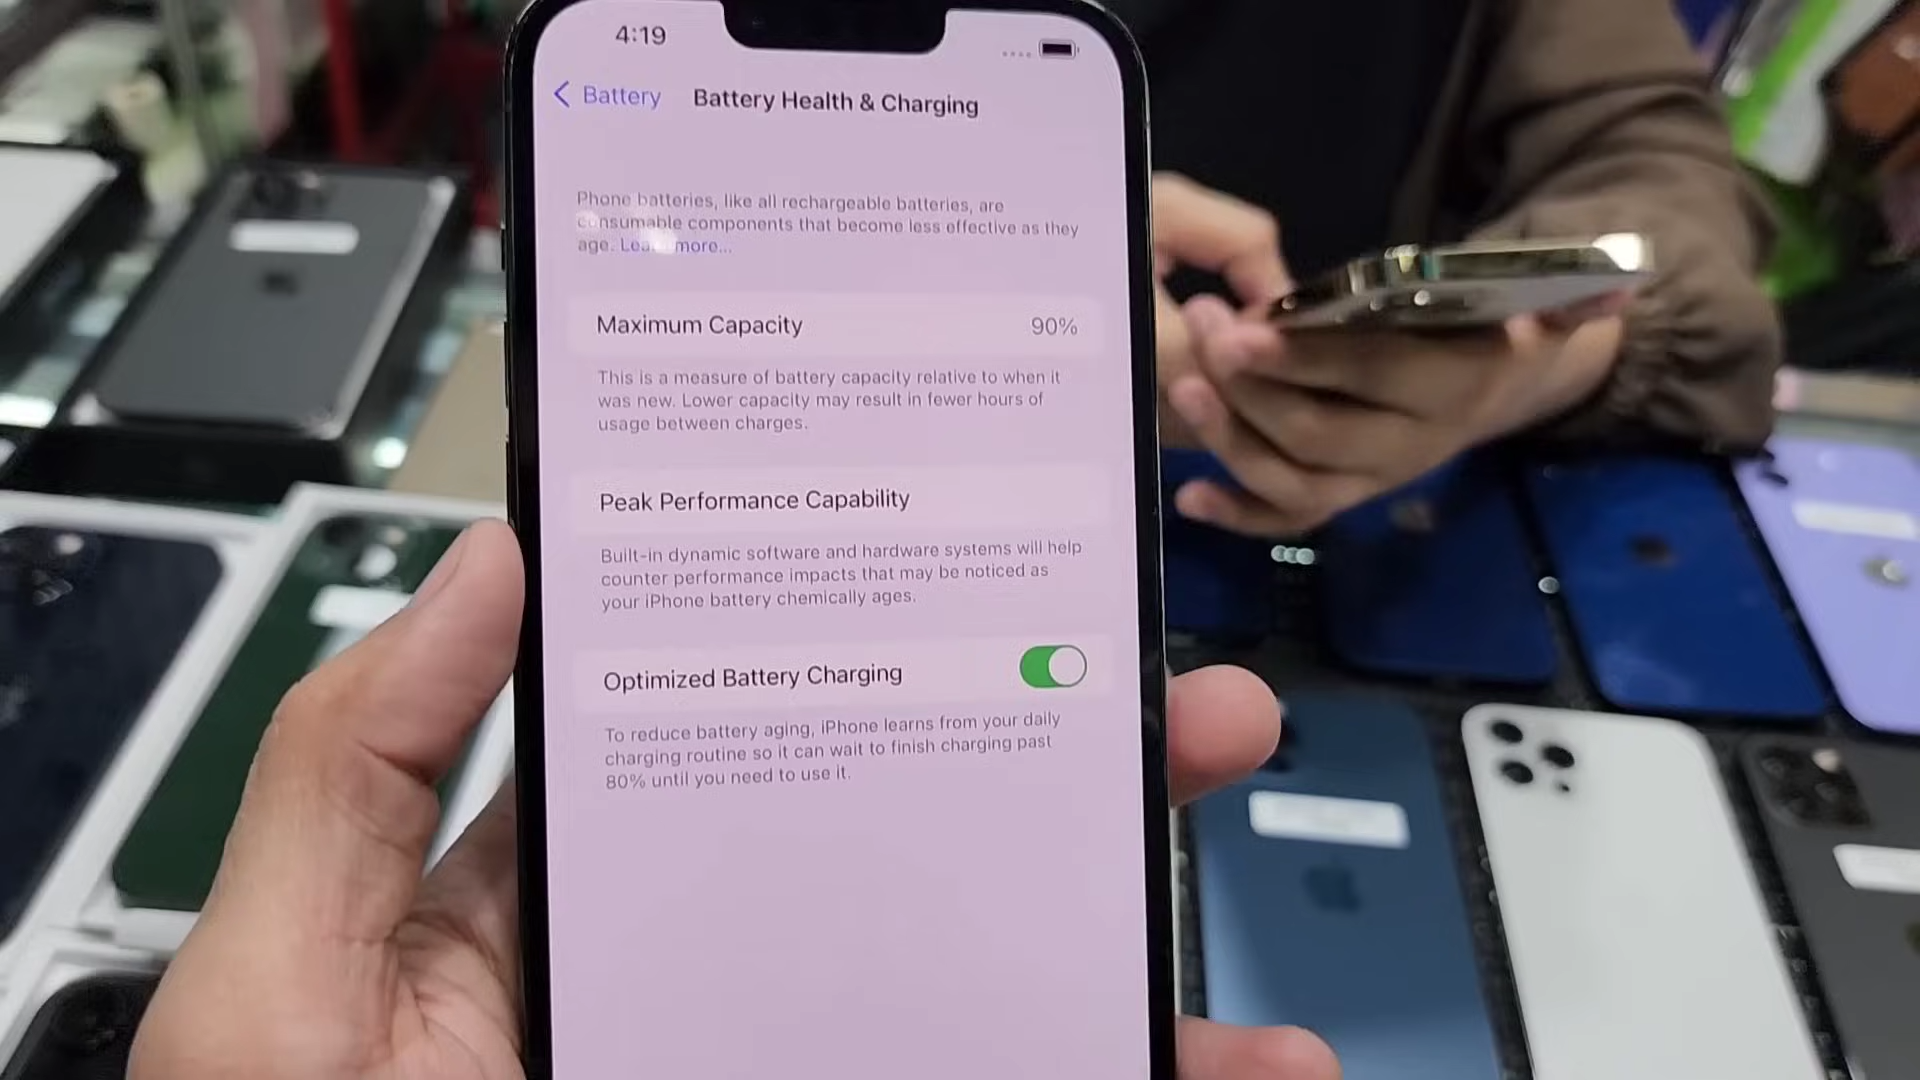 4:19
Battery
Battery Health & Charging
Phone batteries, like all rechargeable batteries, are
consumable components that become less effective as they
age. Learn more...
Maximum Capacity 90%
This is a measure of battery capacity relative to when it
was new. Lower capacity may result in fewer hours of
usage between charges.
Peak Performance Capability
Built-in dynamic software and hardware systems will help
counter performance impacts that may be noticed as
your iPhone battery chemically ages.
Optimized Battery Charging
To reduce battery aging, iPhone learns from your daily
charging routine so it can wait to finish charging past
80% until you need to use it.